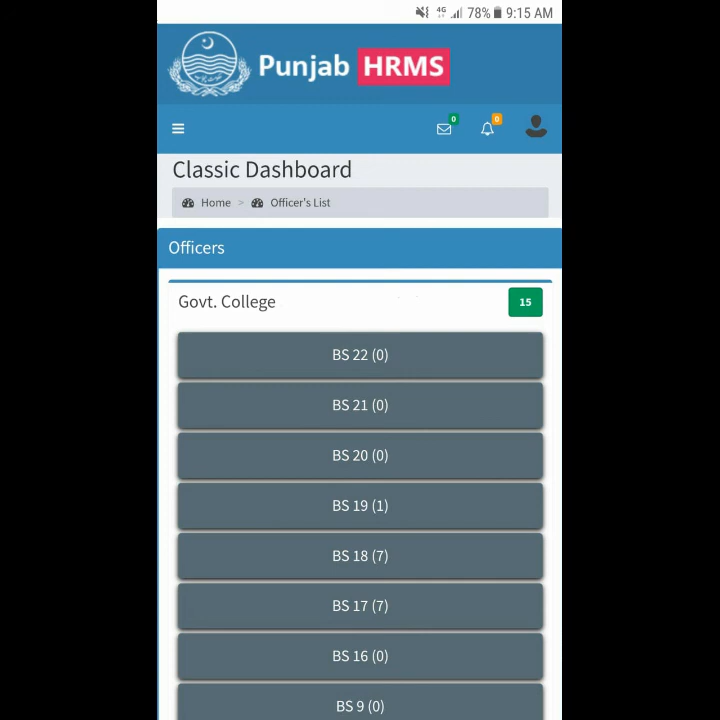 4G 78% 9:15 AM
Punjab HRMS
0 0
Classic Dashboard
Home > Officer's List
Officers
Govt. College 15
BS 22 (0)
BS 21 (0)
BS 20 (0)
BS 19 (1)
BS 18 (7)
BS 17 (7)
BS 16 (0)
BS 9 (0)